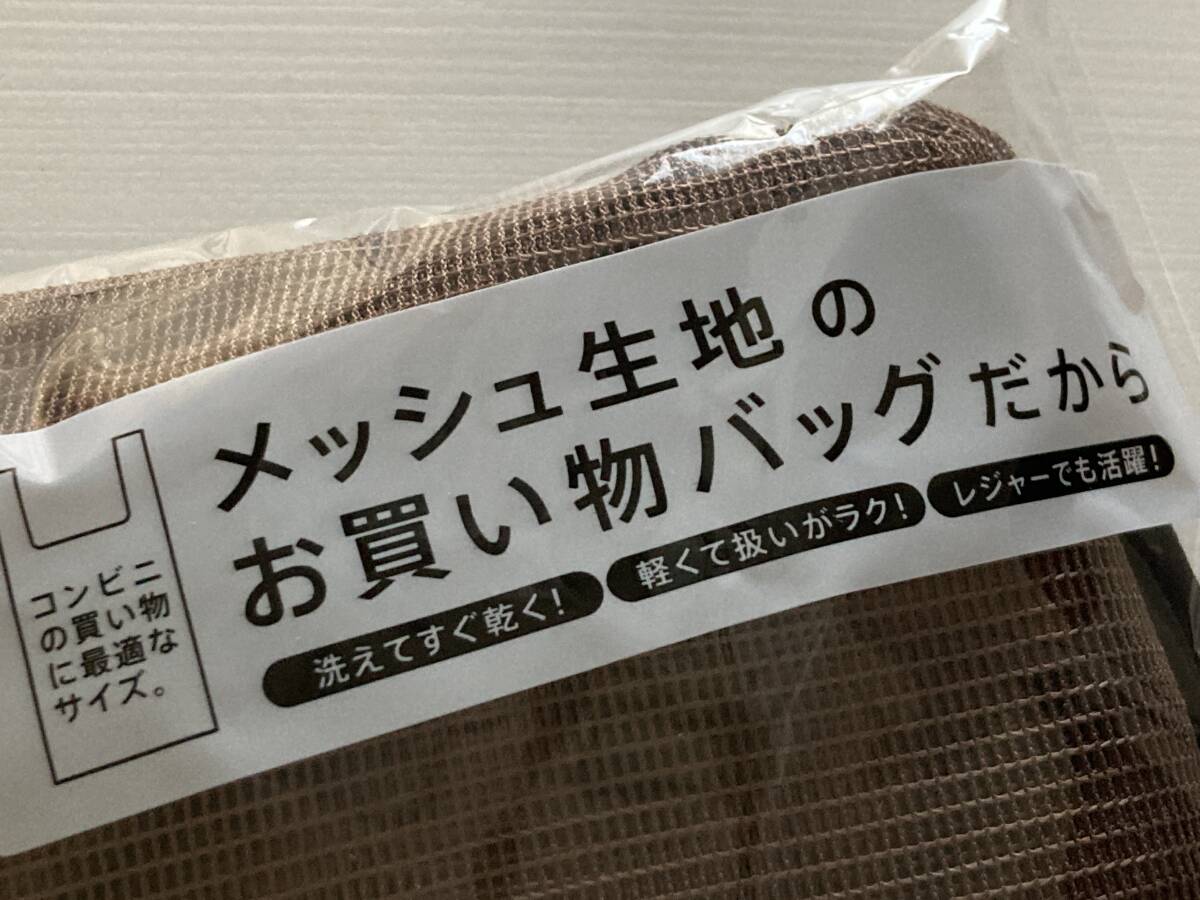 メッシュ生地の
お買い物バッグだから
洗えてすぐ乾く!
軽くて扱いがラク!
レジャーでも活躍!
コンビニ
の買い物
に最適な
サイズ。